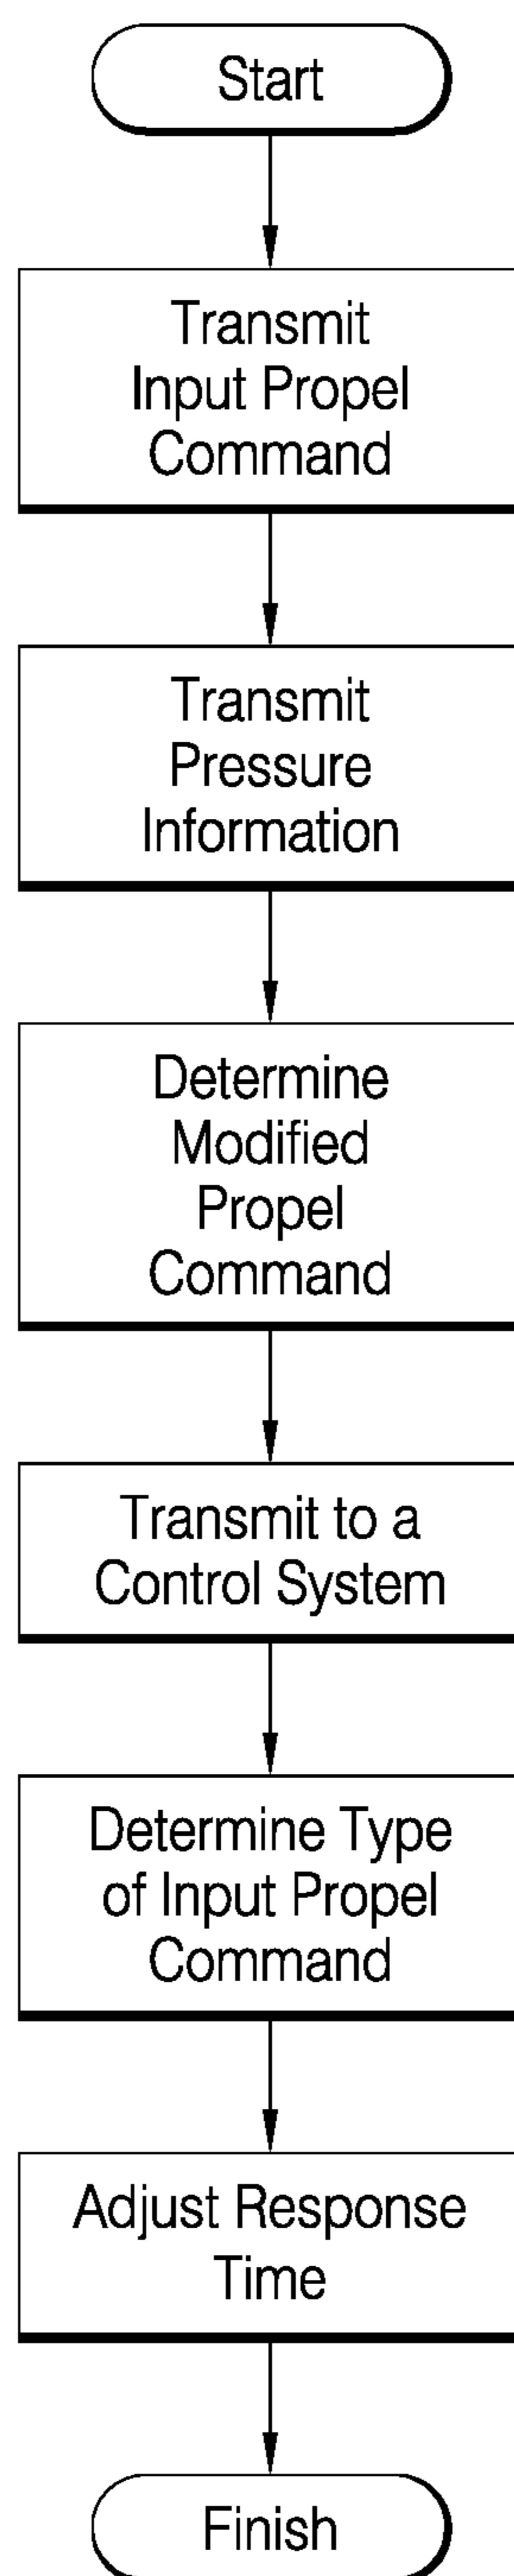 Start
Transmit
Input Propel
Command
Transmit
Pressure
Information
Determine
Modified
Propel
Command
Transmit to a
Control System
Determine Type
of Input Propel
Command
Adjust Response
Time
Finish